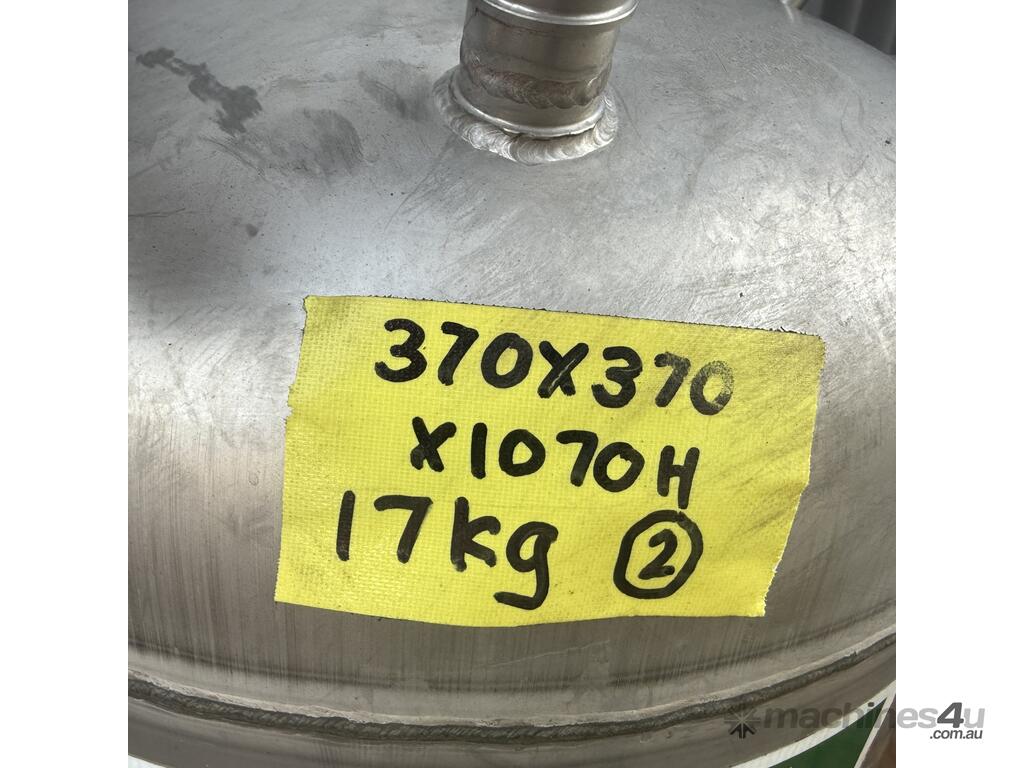 370X370
X1070H
17kg ②
machines4u
.com.au